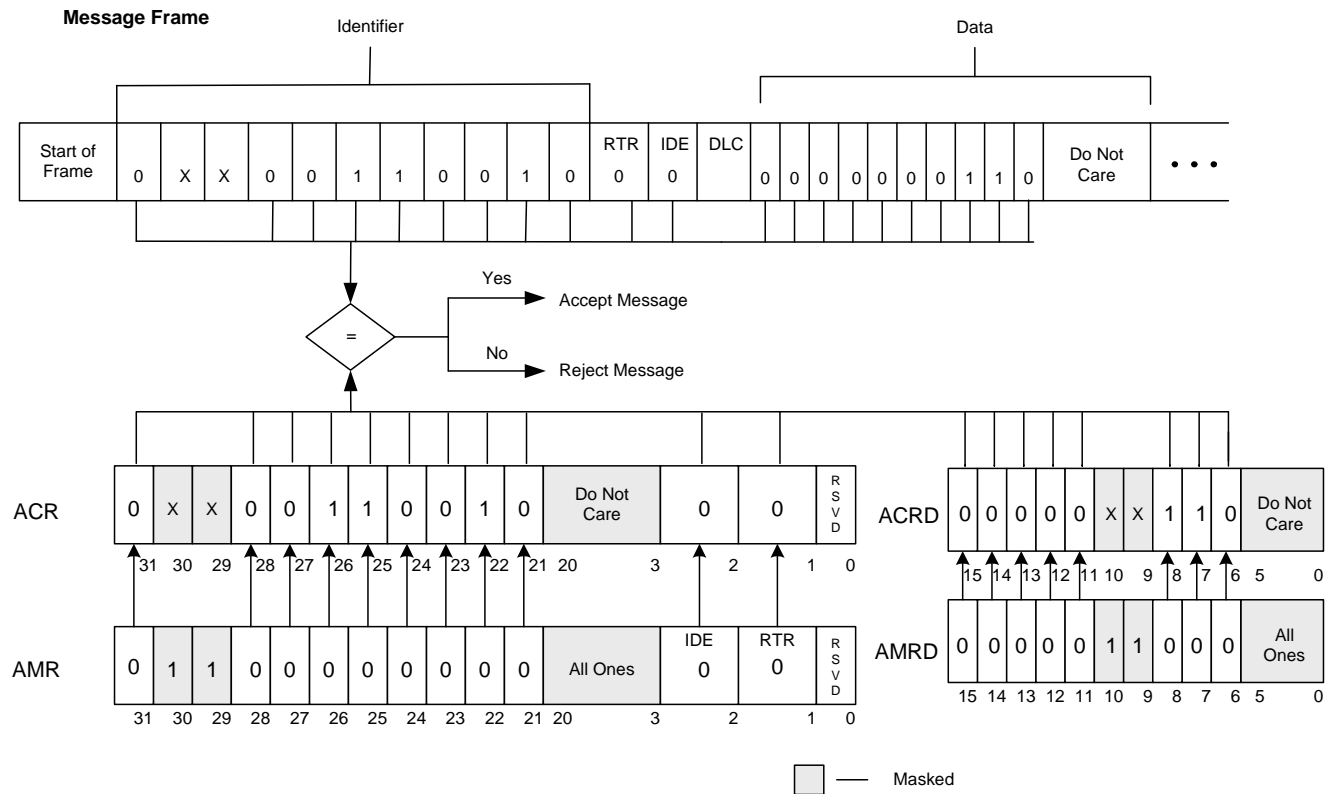 Message Frame
Identifier
Data
Start of
Frame
RTR IDE DLC
0 X X 0 0 1 1 0 0 1 0 0 0 0 0 0 0 0 0 0 1 1 0
Do Not
Care
• • •
Yes
Accept Message
=
No
Reject Message
ACR
0 X X 0 0 1 1 0 0 1 0
Do Not
Care
0 0
R
S
V
D
31 30 29 28 27 26 25 24 23 22 21 20 3 2 1 0
ACRD
0 0 0 0 0 X X 1 1 0
Do Not
Care
15 14 13 12 11 10 9 8 7 6 5 0
AMR
0 1 1 0 0 0 0 0 0 0 0
All Ones
IDE RTR
0 0
R
S
V
D
31 30 29 28 27 26 25 24 23 22 21 20 3 2 1 0
AMRD
0 0 0 0 0 1 1 0 0 0
All
Ones
15 14 13 12 11 10 9 8 7 6 5 0
Masked